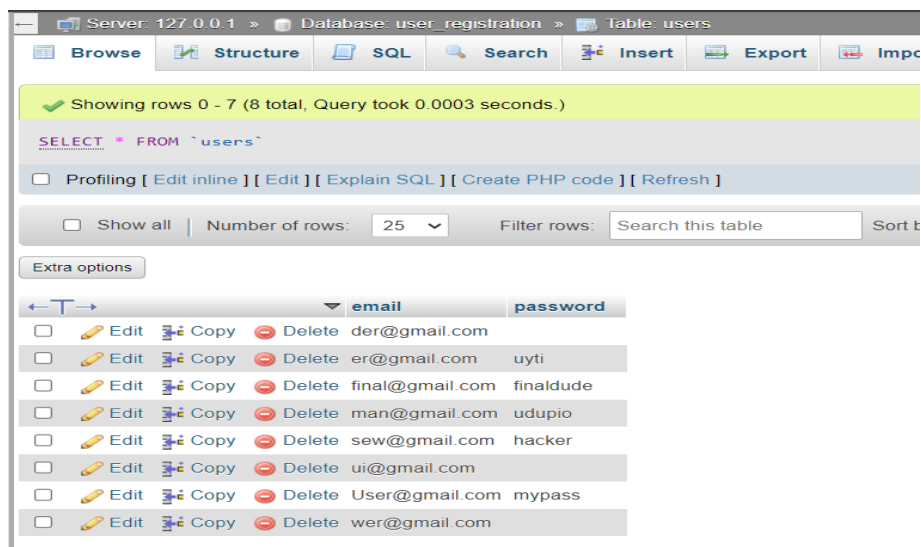 Server: 127.0.0.1 » Database: user_registration » Table: users
Browse Structure SQL Search Insert Export Impo
Showing rows 0 - 7 (8 total, Query took 0.0003 seconds.)
SELECT * FROM `users`
Profiling [ Edit inline ] [ Edit ] [ Explain SQL ] [ Create PHP code ] [ Refresh ]
Show all | Number of rows: 25 Filter rows: Search this table Sort b
Extra options
←T→ email password
Edit Copy Delete der@gmail.com
Edit Copy Delete er@gmail.com uyti
Edit Copy Delete final@gmail.com finaldude
Edit Copy Delete man@gmail.com udupio
Edit Copy Delete sew@gmail.com hacker
Edit Copy Delete ui@gmail.com
Edit Copy Delete User@gmail.com mypass
Edit Copy Delete wer@gmail.com